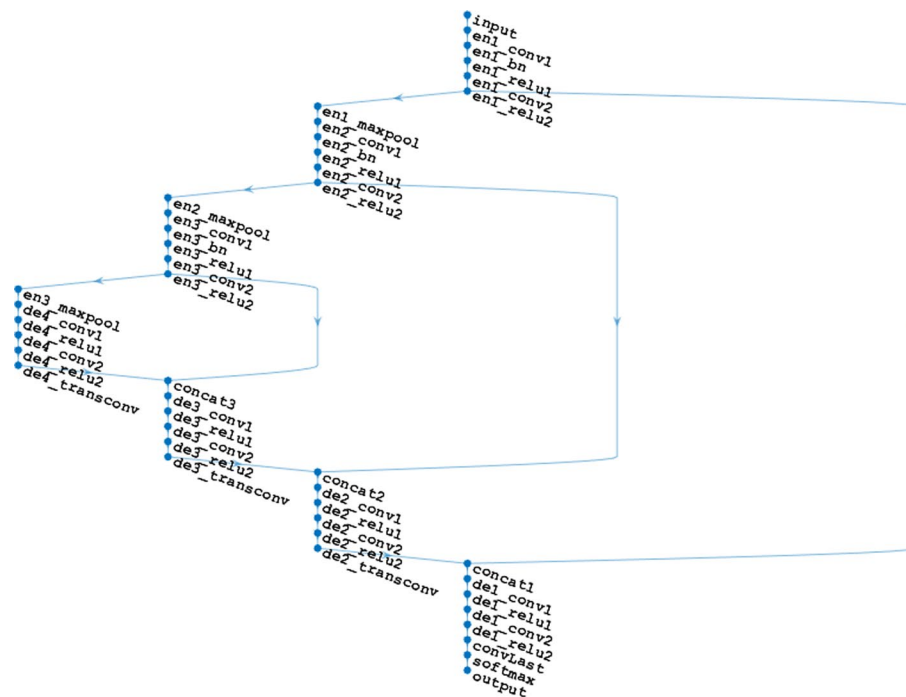 input
en1_conv1
en1_bn
en1_relu1
en1_conv2
en1_relu2
en1_maxpool
en2_conv1
en2_bn
en2_relu1
en2_conv2
en2_relu2
en2_maxpool
en3_conv1
en3_bn
en3_relu1
en3_conv2
en3_relu2
en3_maxpool
de4_conv1
de4_relu1
de4_conv2
de4_relu2
de4_transconv
concat3
de3_conv1
de3_relu1
de3_conv2
de3_relu2
de3_transconv
concat2
de2_conv1
de2_relu1
de2_conv2
de2_relu2
de2_transconv
concat1
de1_conv1
de1_relu1
de1_conv2
de1_relu2
convLast
softmax
output